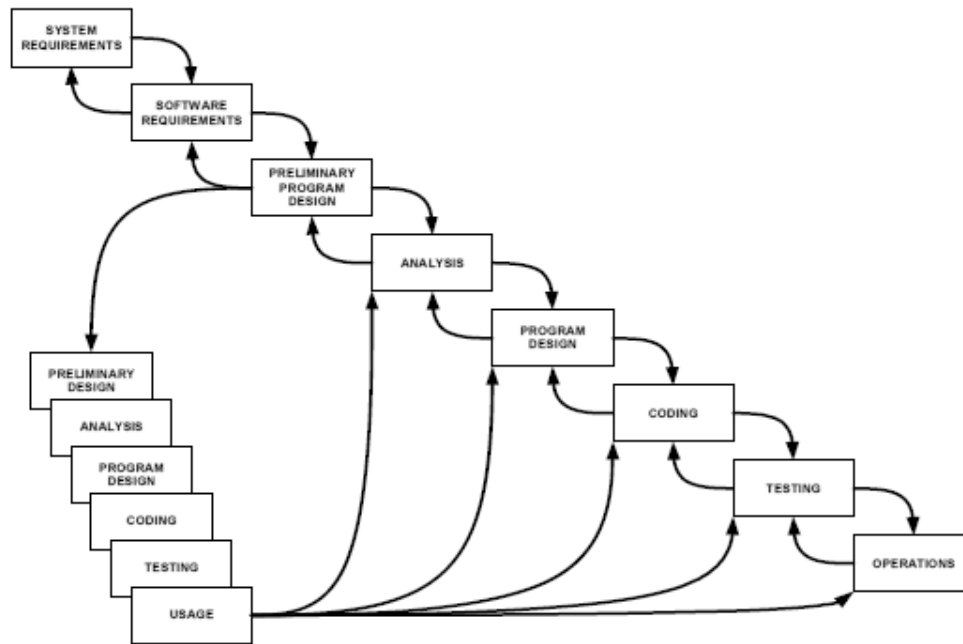 SYSTEM
REQUIREMENTS
SOFTWARE
REQUIREMENTS
PRELIMINARY
PROGRAM
DESIGN
ANALYSIS
PROGRAM
DESIGN
CODING
TESTING
OPERATIONS
PRELIMINARY
DESIGN
ANALYSIS
PROGRAM
DESIGN
CODING
TESTING
USAGE